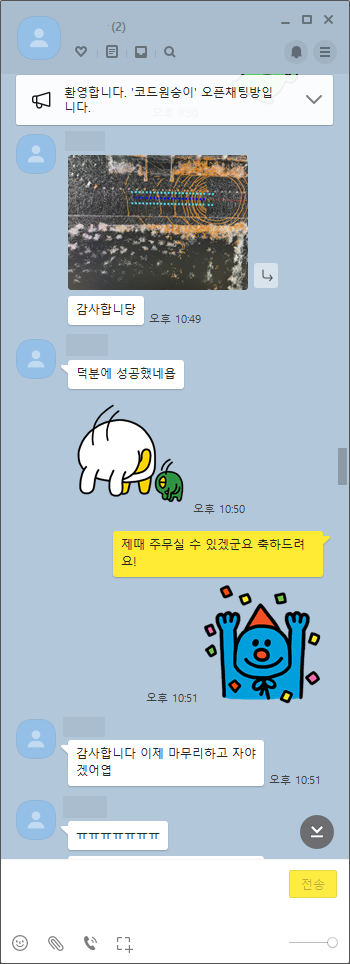 (2)
환영합니다. '코드원숭이' 오픈채팅방입
니다.
감사합니당
오후 10:49
덕분에 성공했네욥
오후 10:50
제때 주무실 수 있겠군요 축하드려
요!
오후 10:51
감사합니다 이제 마무리하고 자야
겠어엽
오후 10:51
ㅠㅠㅠㅠㅠㅠㅠ
전송